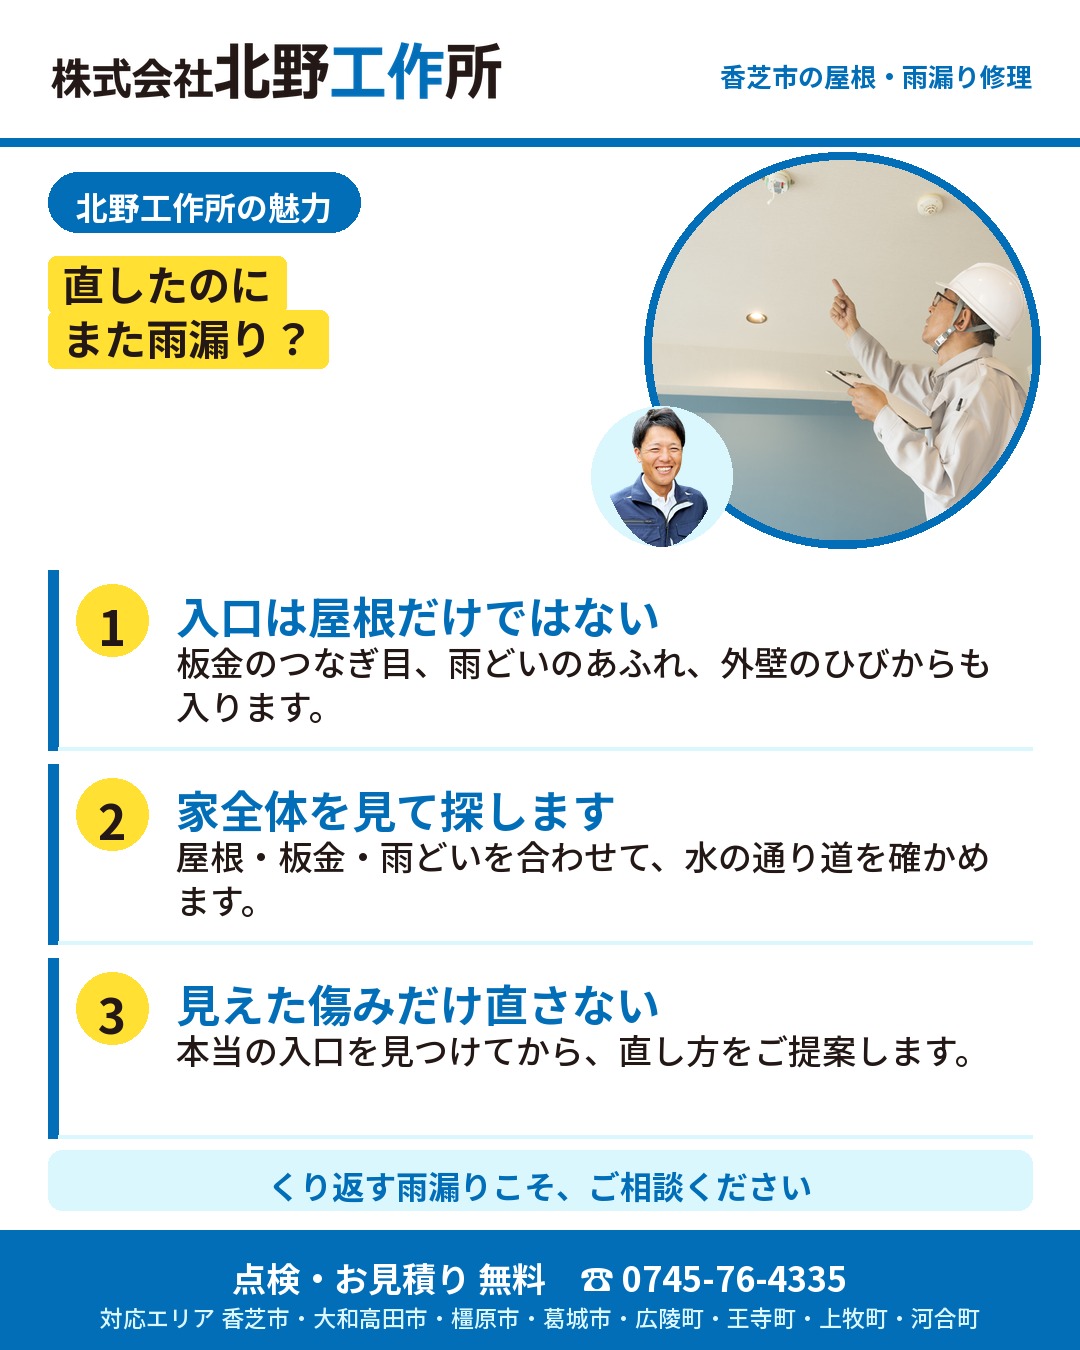 株式会社北野工作所
香芝市の屋根・雨漏り修理
北野工作所の魅力
直したのに
また雨漏り？
1
入口は屋根だけではない
板金のつなぎ目、雨どいのあふれ、外壁のひびからも
入ります。
2
家全体を見て探します
屋根・板金・雨どいを合わせて、水の通り道を確かめ
ます。
3
見えた傷みだけ直さない
本当の入口を見つけてから、直し方をご提案します。
くり返す雨漏りこそ、ご相談ください
点検・お見積り 無料 ☎ 0745-76-4335
対応エリア 香芝市・大和高田市・橿原市・葛城市・広陵町・王寺町・上牧町・河合町